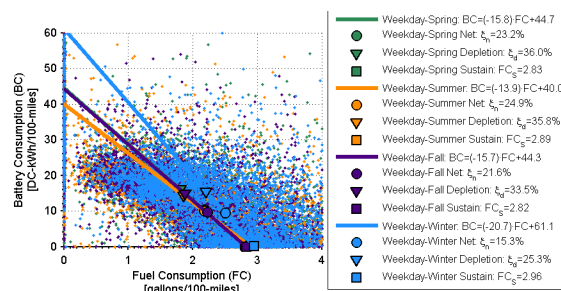 60
50
40
30
20
10
0
0
1
2
3
4
Battery Consumption (BC)
[DC-kWh/100-miles]
Fuel Consumption (FC)
[gallons/100-miles]
Weekday-Spring: BC=(-15.8) FC+44.7
Weekday-Spring Net: ξn=23.2%
Weekday-Spring Depletion: ξd=36.0%
Weekday-Spring Sustain: FCS=2.83
Weekday-Summer: BC=(-13.9) FC+40.0
Weekday-Summer Net: ξn=24.9%
Weekday-Summer Depletion: ξd=35.8%
Weekday-Summer Sustain: FCS=2.89
Weekday-Fall: BC=(-15.7) FC+44.3
Weekday-Fall Net: ξn=21.6%
Weekday-Fall Depletion: ξd=33.5%
Weekday-Fall Sustain: FCS=2.82
Weekday-Winter: BC=(-20.7) FC+61.1
Weekday-Winter Net: ξn=15.3%
Weekday-Winter Depletion: ξd=25.3%
Weekday-Winter Sustain: FCS=2.96